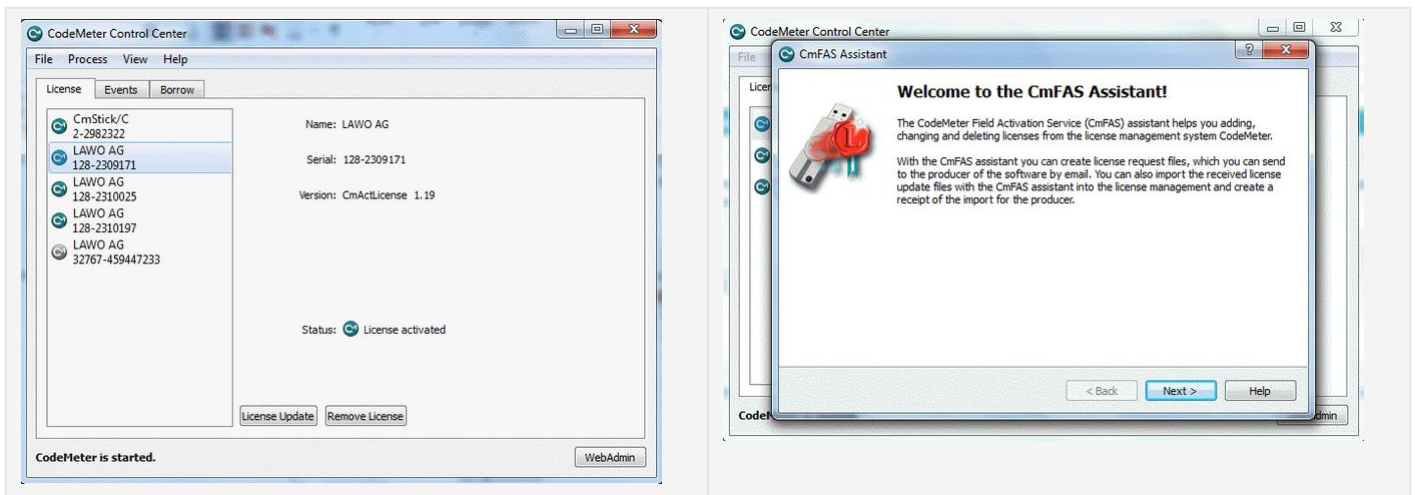 CodeMeter Control Center
File Process View Help
License Events Borrow
CmStick/C
2-2982322
LAWO AG
128-2309171
LAWO AG
128-2310025
LAWO AG
128-2310197
LAWO AG
32767-459447233
Name: LAWO AG
Serial: 128-2309171
Version: CmActLicense 1.19
Status: License activated
License Update Remove License
CodeMeter is started.
WebAdmin
CodeMeter Control Center
File
CmFAS Assistant
Welcome to the CmFAS Assistant!
The CodeMeter Field Activation Service (CmFAS) assistant helps you adding,
changing and deleting licenses from the license management system CodeMeter.
With the CmFAS assistant you can create license request files, which you can send
to the producer of the software by email. You can also import the received license
update files with the CmFAS assistant into the license management and create a
receipt of the import for the producer.
< Back Next > Help